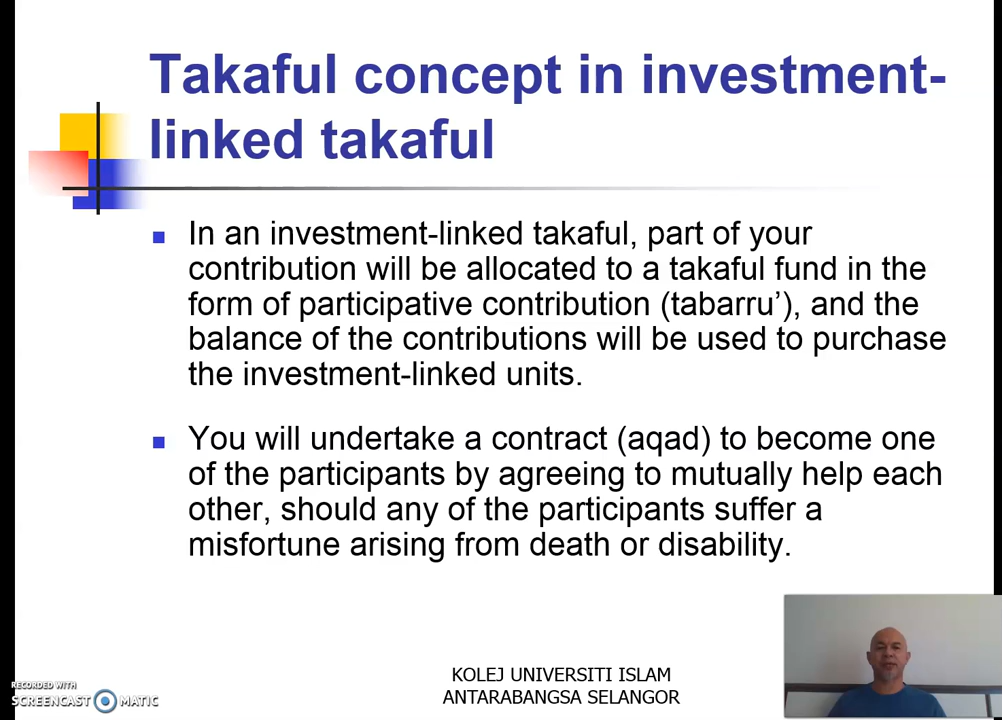 Takaful concept in investment-
linked takaful
In an investment-linked takaful, part of your
contribution will be allocated to a takaful fund in the
form of participative contribution (tabarru’), and the
balance of the contributions will be used to purchase
the investment-linked units.
You will undertake a contract (aqad) to become one
of the participants by agreeing to mutually help each
other, should any of the participants suffer a
misfortune arising from death or disability.
KOLEJ UNIVERSITI ISLAM
ANTARABANGSA SELANGOR
RECORDED WITH
SCREENCAST MATIC